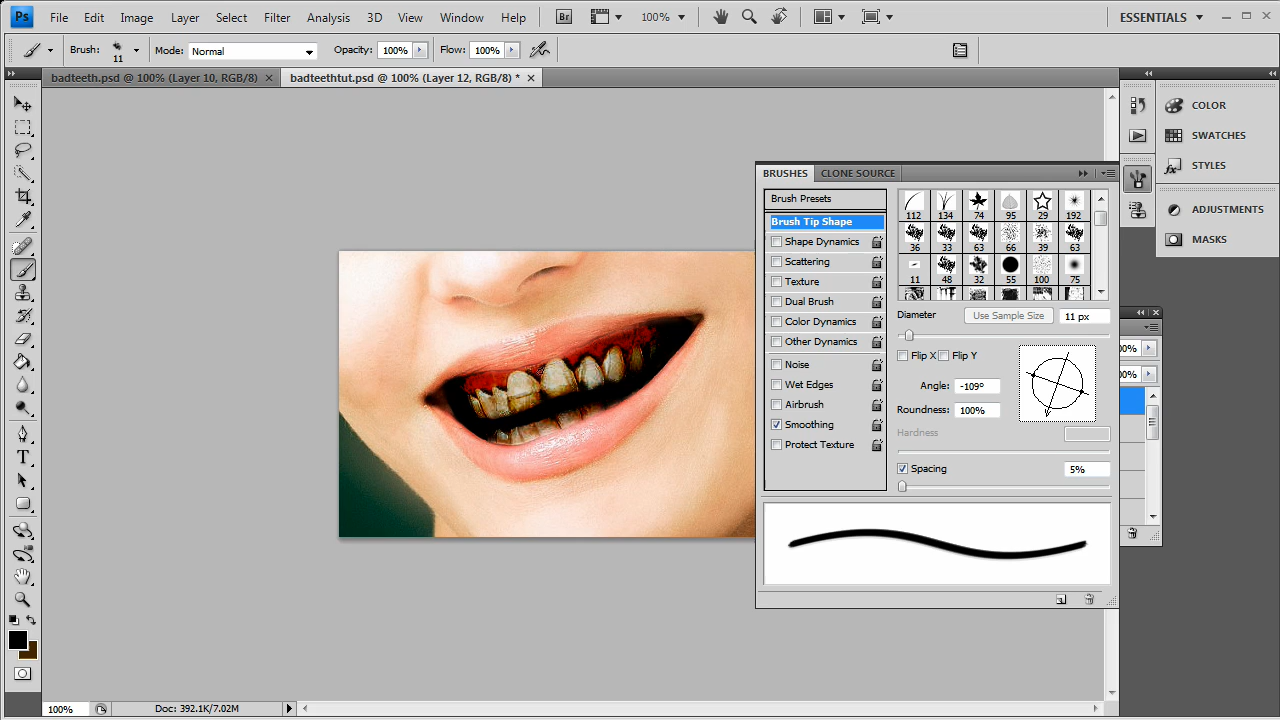 Ps File Edit Image Layer Select Filter Analysis 3D View Window Help Br 100% ESSENTIALS
Brush: 11 Mode: Normal Opacity: 100% Flow: 100%
badteeth.psd @ 100% (Layer 10, RGB/8) badteethtut.psd @ 100% (Layer 12, RGB/8) *
COLOR
SWATCHES
STYLES
ADJUSTMENTS
MASKS
BRUSHES CLONE SOURCE
Brush Presets
Brush Tip Shape
Shape Dynamics
Scattering
Texture
Dual Brush
Color Dynamics
Other Dynamics
Noise
Wet Edges
Airbrush
Smoothing
Protect Texture
112 134 74 95 29 192
36 33 63 66 39 63
11 48 32 55 100 75
Diameter Use Sample Size 11 px
Flip X Flip Y
Angle: -109º
Roundness: 100%
Hardness
Spacing 5%
00%
00%
T
100% Doc: 392.1K/7.02M